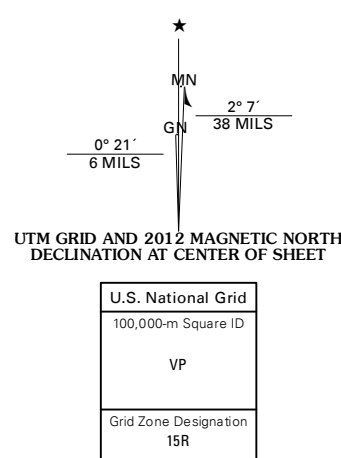 ★
MN
GN
2° 7´
38 MILS
0° 21´
6 MILS
UTM GRID AND 2012 MAGNETIC NORTH
DECLINATION AT CENTER OF SHEET
U.S. National Grid
100,000-m Square ID
VP
Grid Zone Designation
15R